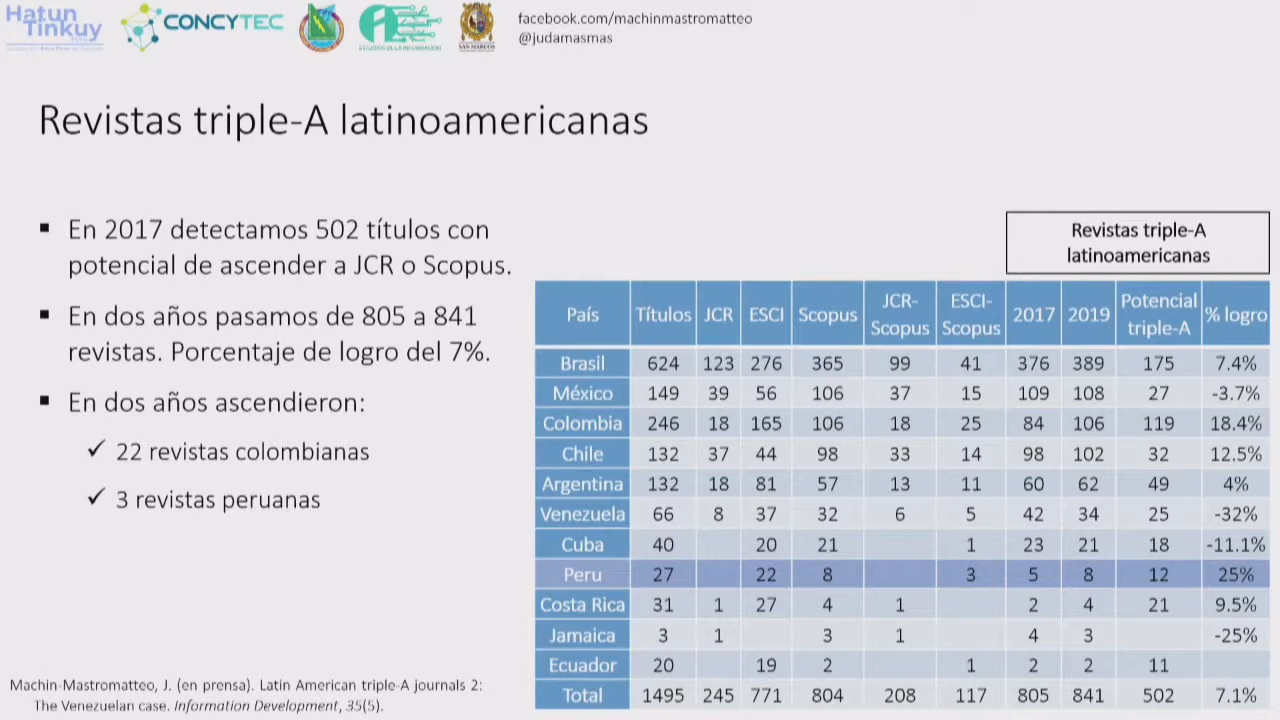 Hatun
Tinkuy
CONCYTEC
ESTUDIOS DE LA INFORMACIÓN
SAN MARCOS
facebook.com/machinmastromatteo
@judamasmas
Revistas triple-A latinoamericanas
▪ En 2017 detectamos 502 títulos con
potencial de ascender a JCR o Scopus.
▪ En dos años pasamos de 805 a 841
revistas. Porcentaje de logro del 7%.
▪ En dos años ascendieron:
✓ 22 revistas colombianas
✓ 3 revistas peruanas
Revistas triple-A
latinoamericanas
País Títulos JCR ESCI Scopus JCR-Scopus ESCI-Scopus 2017 2019 Potencial triple-A % logro
Brasil 624 123 276 365 99 41 376 389 175 7.4%
México 149 39 56 106 37 15 109 108 27 -3.7%
Colombia 246 18 165 106 18 25 84 106 119 18.4%
Chile 132 37 44 98 33 14 98 102 32 12.5%
Argentina 132 18 81 57 13 11 60 62 49 4%
Venezuela 66 8 37 32 6 5 42 34 25 -32%
Cuba 40 20 21 1 23 21 18 -11.1%
Peru 27 22 8 3 5 8 12 25%
Costa Rica 31 1 27 4 1 2 4 21 9.5%
Jamaica 3 1 3 1 4 3 -25%
Ecuador 20 19 2 1 2 2 11
Total 1495 245 771 804 208 117 805 841 502 7.1%
Machin-Mastromatteo, J. (en prensa). Latin American triple-A journals 2:
The Venezuelan case. Information Development, 35(5).